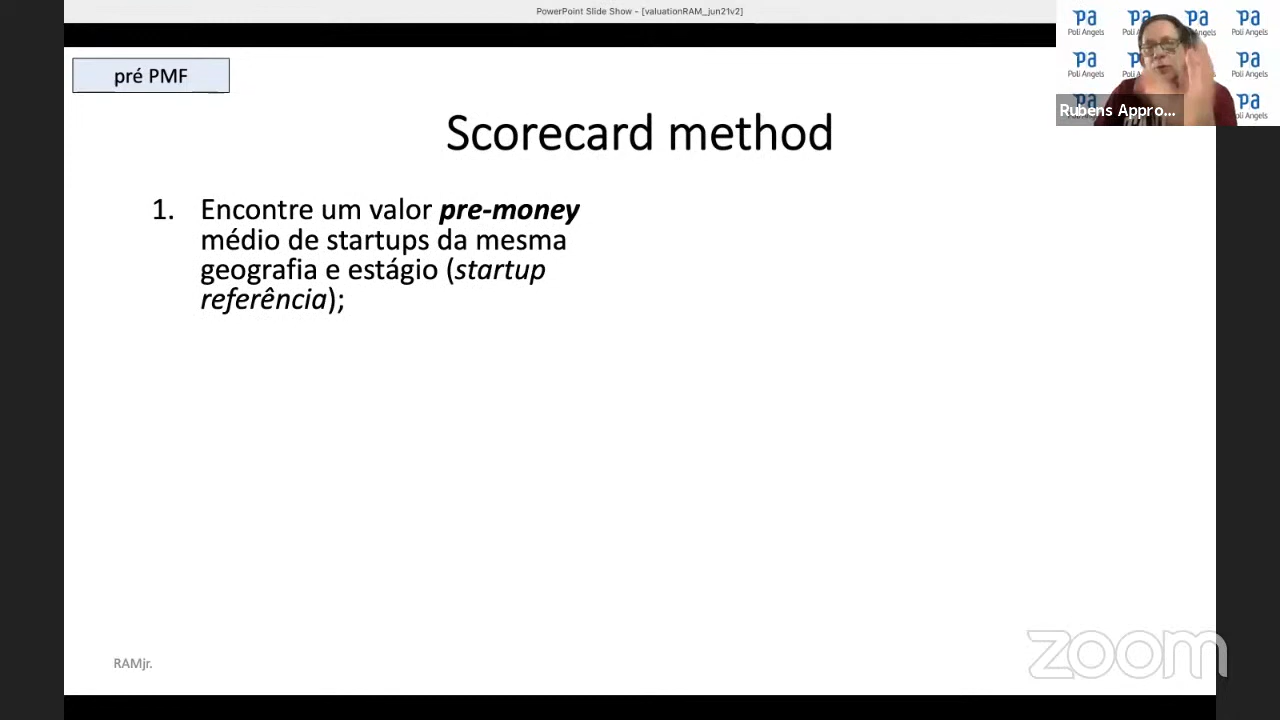 PowerPoint Slide Show - [valuationRAM_jun21v2]
pré PMF
Scorecard method
1. Encontre um valor pre-money
médio de startups da mesma
geografia e estágio (startup
referência);
RAMjr.
zoom
pa pa pa pa
Poli Angels Poli Angels Poli Angels
pa pa pa
Poli Angels Poli Angels
pa pa
Rubens Appro...